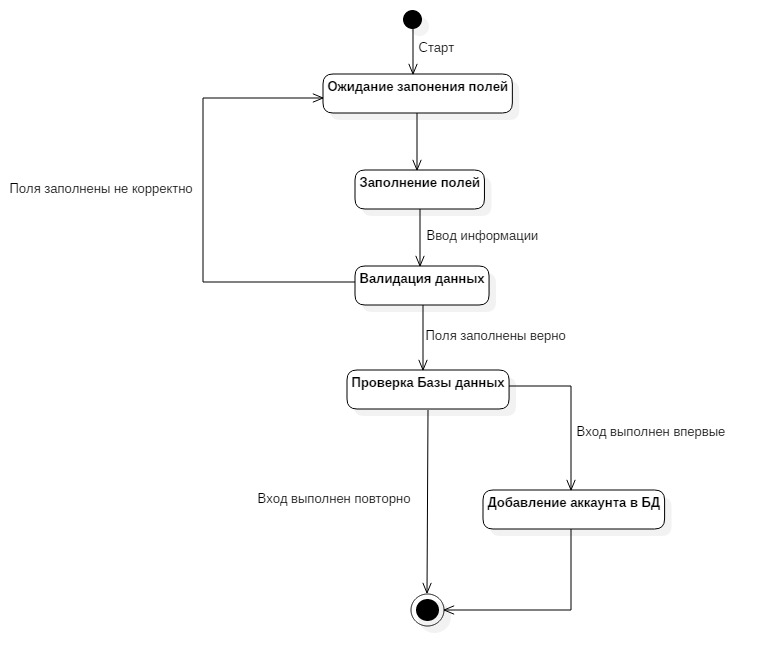 Старт
Ожидание запонения полей
Поля заполнены не корректно
Заполнение полей
Ввод информации
Валидация данных
Поля заполнены верно
Проверка Базы данных
Вход выполнен впервые
Вход выполнен повторно
Добавление аккаунта в БД